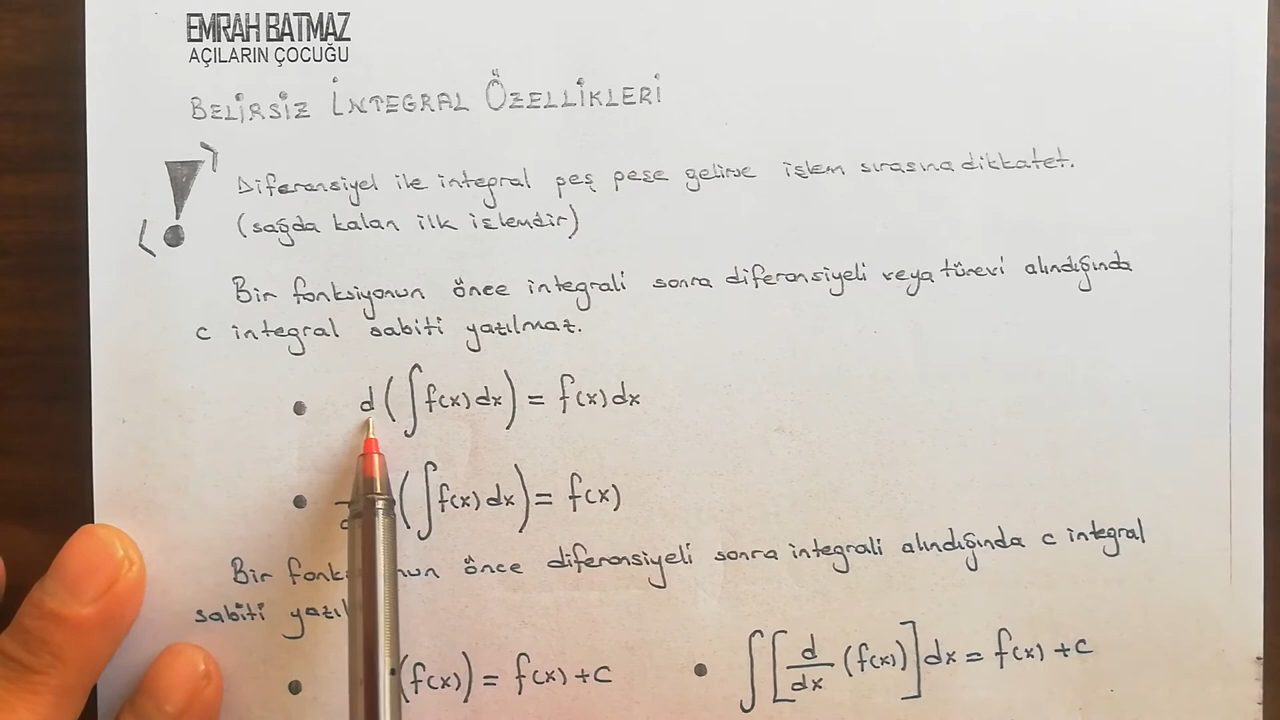 EMRAH BATMAZ
AÇILARIN ÇOCUĞU
BELİRSİZ İNTEGRAL ÖZELLİKLERİ
Diferansiyel ile integral peş peşe gelirse işlem sırasına dikkatet.
(sağda kalan ilk işlemdir)
Bir fonksiyonun önce integrali sonra diferansiyeli veya türevi alındığında
c integral sabiti yazılmaz.
• d(∫f(x)dx) = f(x)dx
• (∫f(x)dx) = f(x)
Bir önce diferansiyeli sonra integrali alındığında c integral
sabiti
• (f(x)) = f(x)+c • ∫[d/dx (f(x))]dx = f(x)+c